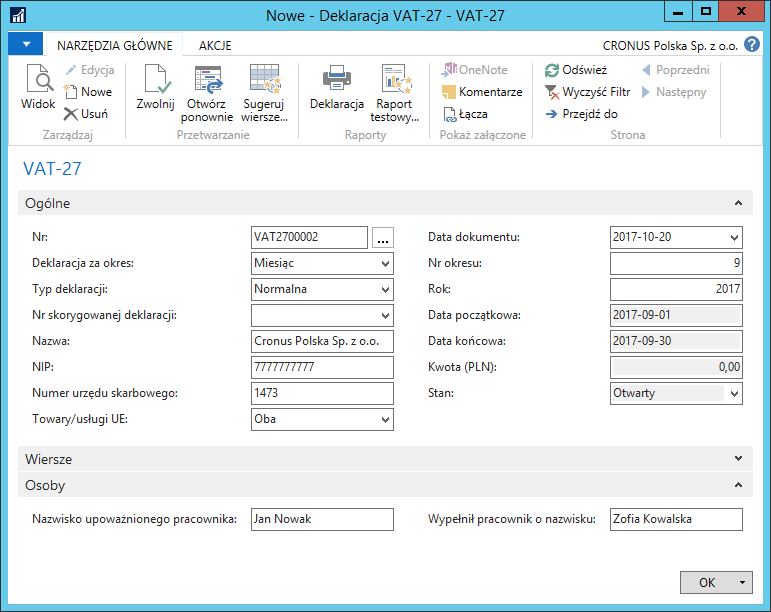 Nowe - Deklaracja VAT-27 - VAT-27
NARZĘDZIA GŁÓWNE
AKCJE
CRONUS Polska Sp. z o.o.
Widok
Edycja
Nowe
Usuń
Zarządzaj
Zwolnij
Otwórz
ponownie
Sugeruj
wiersze...
Przetwarzanie
Deklaracja
Raport
testowy...
Raporty
OneNote
Komentarze
Łącza
Pokaż załączone
Odśwież
Wyczyść Filtr
Przejdź do
Poprzedni
Następny
Strona
VAT-27
Ogólne
Nr: VAT2700002 ...
Deklaracja za okres: Miesiąc
Typ deklaracji: Normalna
Nr skorygowanej deklaracji:
Nazwa: Cronus Polska Sp. z o.o.
NIP: 7777777777
Numer urzędu skarbowego: 1473
Towary/usługi UE: Oba
Data dokumentu: 2017-10-20
Nr okresu: 9
Rok: 2017
Data początkowa: 2017-09-01
Data końcowa: 2017-09-30
Kwota (PLN): 0,00
Stan: Otwarty
Wiersze
Osoby
Nazwisko upoważnionego pracownika: Jan Nowak
Wypełnił pracownik o nazwisku: Zofia Kowalska
OK